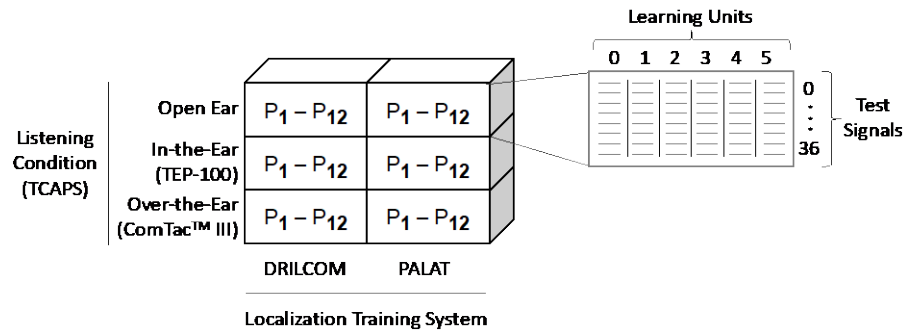 Learning Units
0 1 2 3 4 5
0
36
Test
Signals
Listening
Condition
(TCAPS)
Open Ear
P1 – P12 P1 – P12
In-the-Ear
(TEP-100)
P1 – P12 P1 – P12
Over-the-Ear
(ComTac™ III)
P1 – P12 P1 – P12
DRILCOM PALAT
Localization Training System